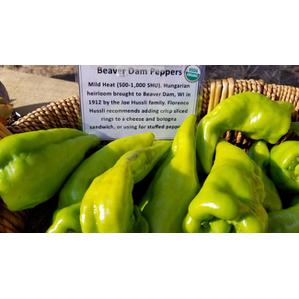 Beaver Dam Peppers
USDA ORGANIC
Mild Heat (500-1,000 SHU). Hungarian
heirloom brought to Beaver Dam, WI in
1912 by the Joe Hussli family. Florence
Hussli recommends adding crisp sliced
rings to a cheese and bologna
sandwich, or using for stuffed peppers